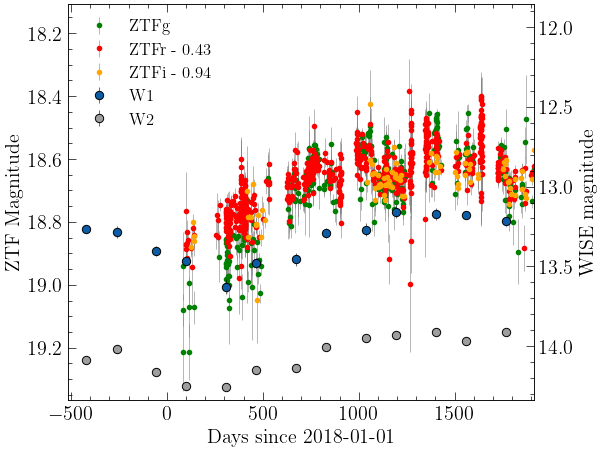 ZTFg
ZTFr - 0.43
ZTFi - 0.94
W1
W2
18.2
18.4
18.6
18.8
19.0
19.2
ZTF Magnitude
12.0
12.5
13.0
13.5
14.0
WISE magnitude
−500
0
500
1000
1500
Days since 2018-01-01